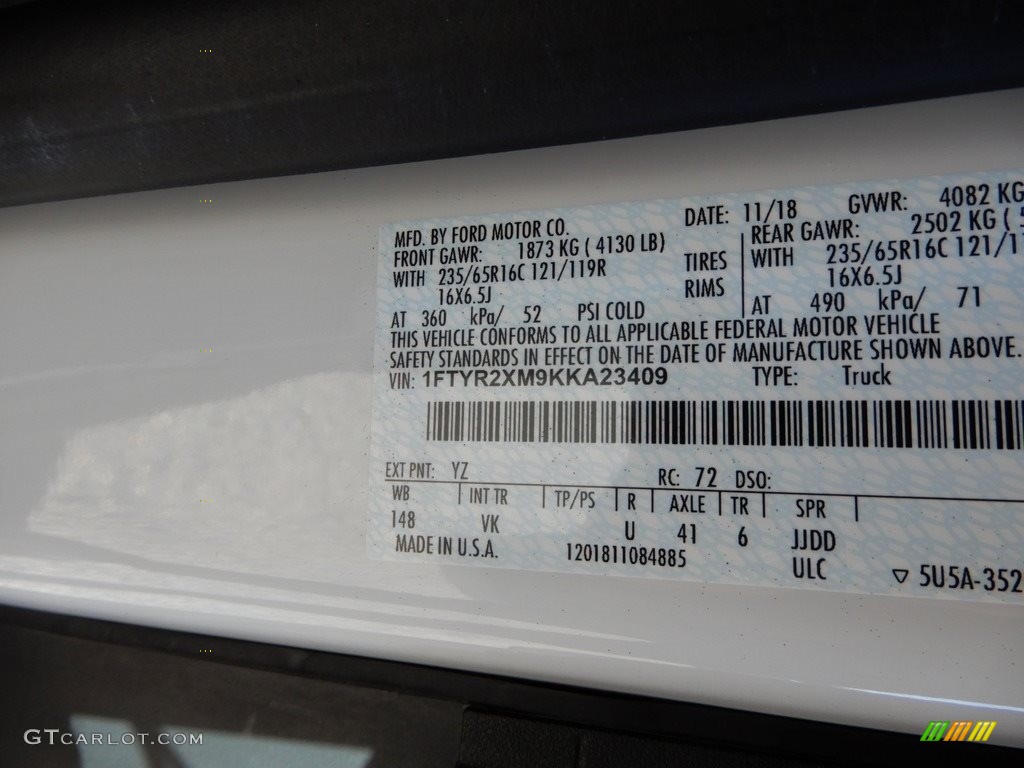 MFD. BY FORD MOTOR CO. DATE: 11/18 GVWR: 4082 KG
FRONT GAWR: 1873 KG ( 4130 LB) REAR GAWR: 2502 KG (
WITH 235/65R16C 121/119R TIRES WITH 235/65R16C 121/1
16X6.5J RIMS 16X6.5J
AT 360 kPa/ 52 PSI COLD AT 490 kPa/ 71
THIS VEHICLE CONFORMS TO ALL APPLICABLE FEDERAL MOTOR VEHICLE
SAFETY STANDARDS IN EFFECT ON THE DATE OF MANUFACTURE SHOWN ABOVE.
VIN: 1FTYR2XM9KKA23409 TYPE: Truck
EXT PNT: YZ RC: 72 DSO:
WB INT TR TP/PS R AXLE TR SPR
148 VK U 41 6 JJDD
MADE IN U.S.A. 1201811084885 ULC
▽ 5U5A-352
GTCARLOT.COM